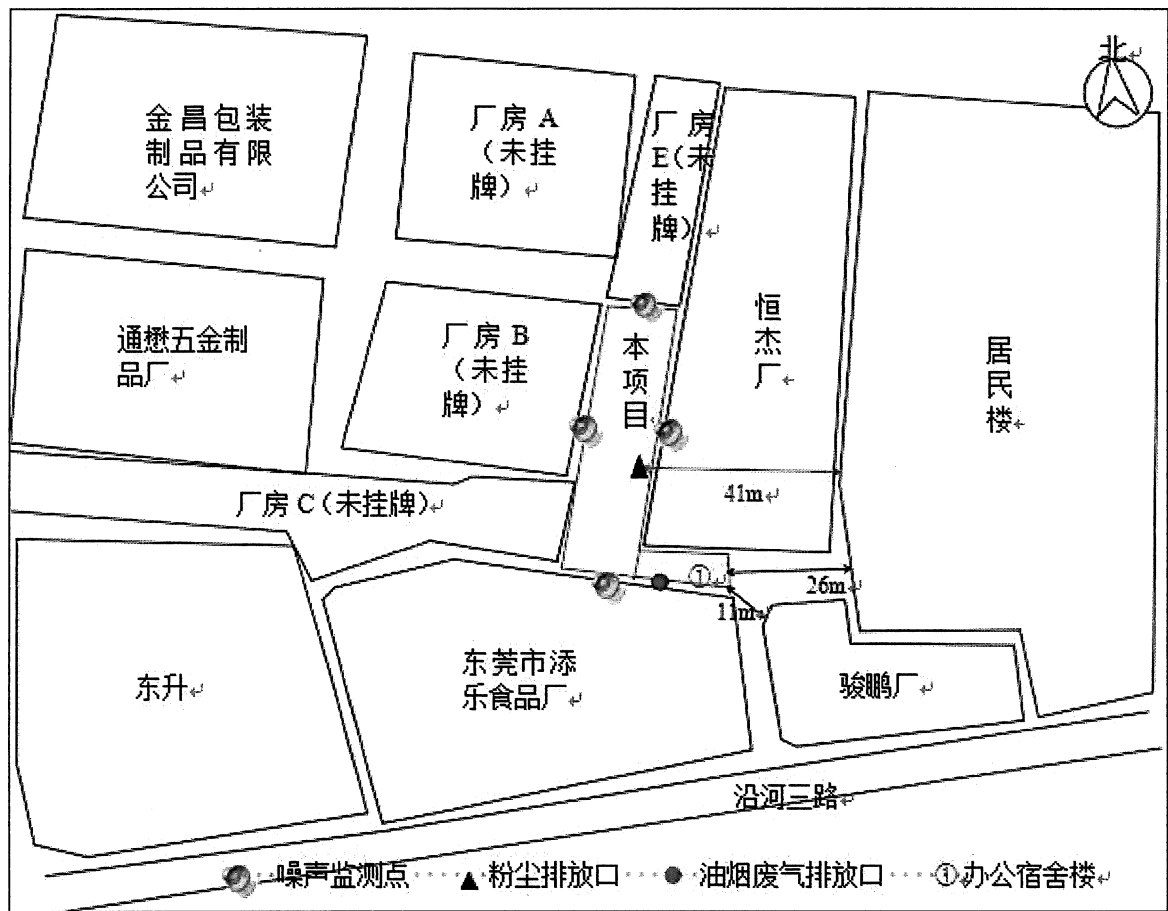 北
金昌包装
制品有限
公司
厂房 A
（未挂
牌）
厂 房
E（未
挂
牌）
通懋五金制
品厂
厂房 B
（未挂
牌）
本
项
目
恒
杰
厂
居
民
楼
41m
厂房 C（未挂牌）
①
26m
11m
东升
东莞市添
乐食品厂
骏鹏厂
沿河三路
噪声监测点 粉尘排放口 油烟废气排放口 ①办公宿舍楼